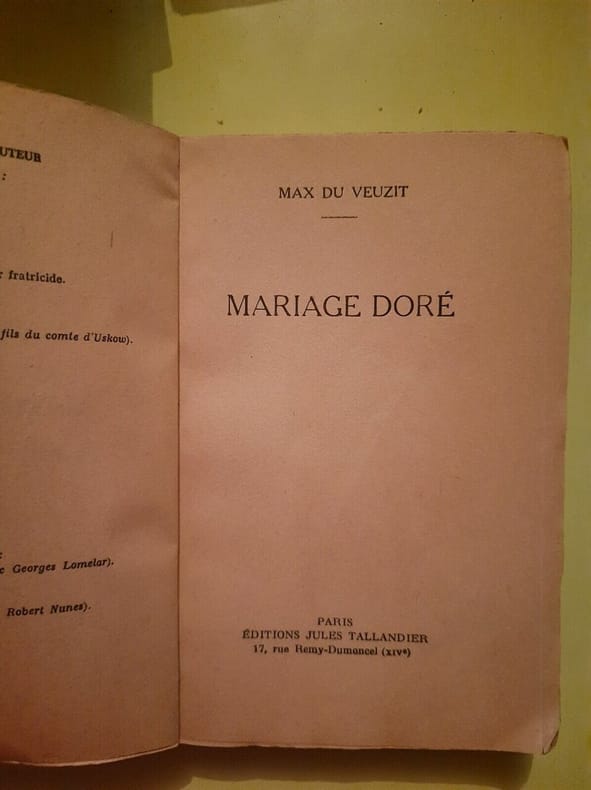 UTEUR
:
fratricide.
fils du comte d'Uskow).
:
c Georges Lomelar).
Robert Nunes).
MAX DU VEUZIT
MARIAGE DORÉ
PARIS
ÉDITIONS JULES TALLANDIER
17, rue Remy-Dumoncel (XIVe)